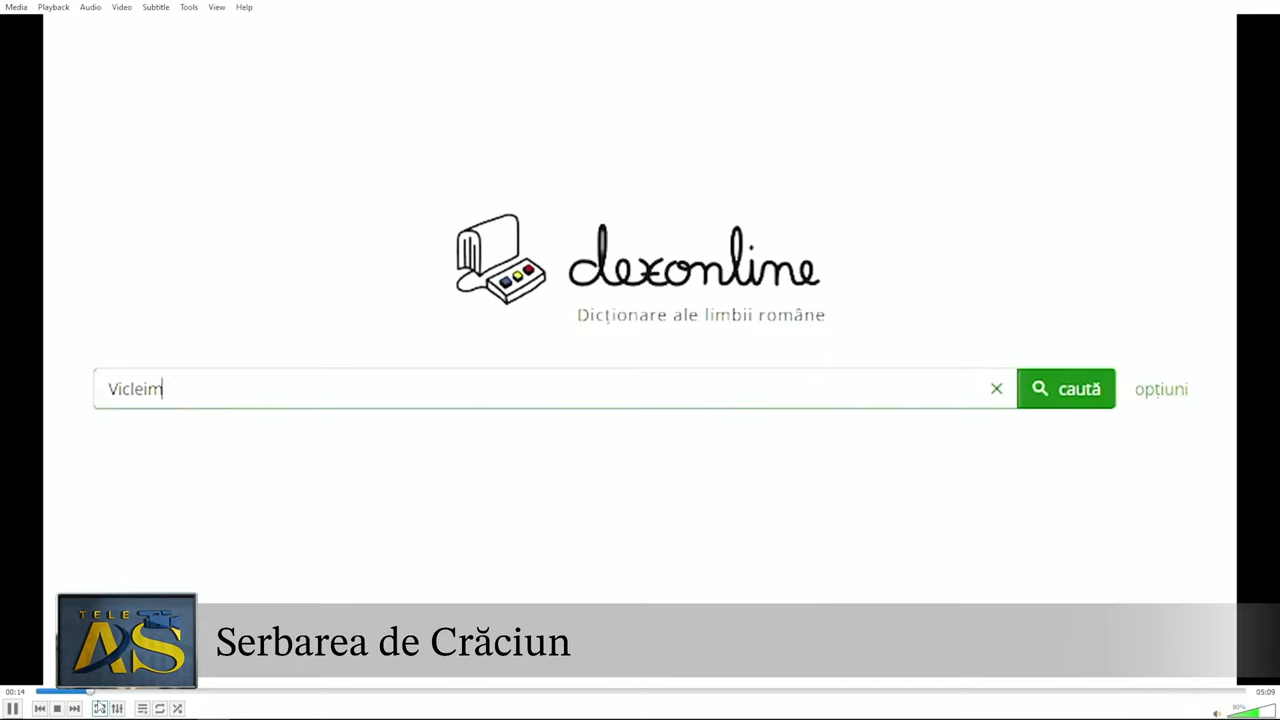 Media Playback Audio Video Subtitle Tools View Help
dexonline
Dicționare ale limbii române
Vicleim
caută
opțiuni
TELE
AS
Serbarea de Crăciun
00:14
05:09
80%